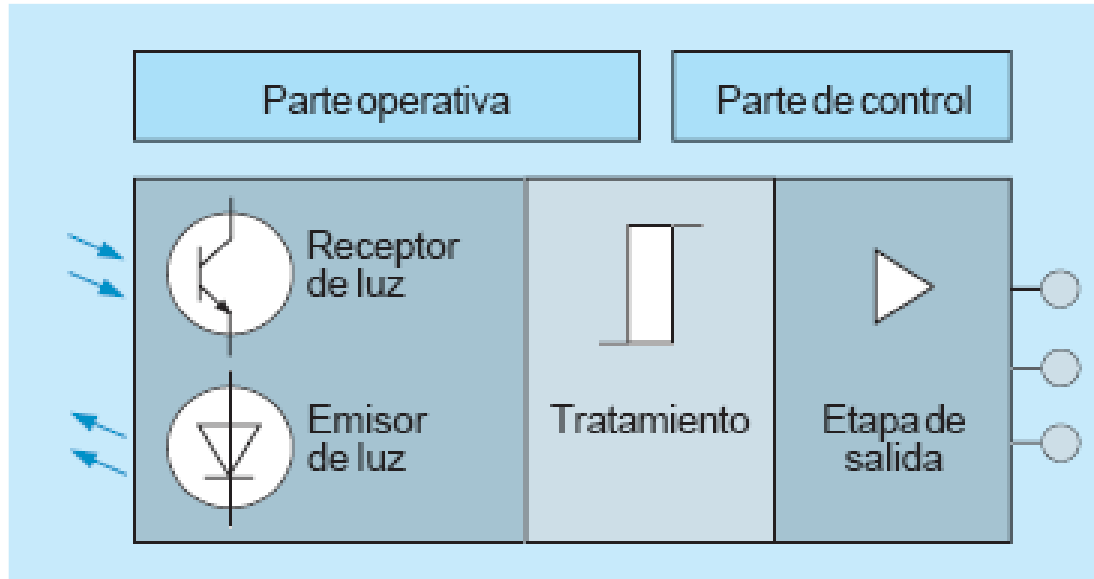 Parte operativa
Parte de control
Receptor
de luz
Emisor
de luz
Tratamiento
Etapa de
salida